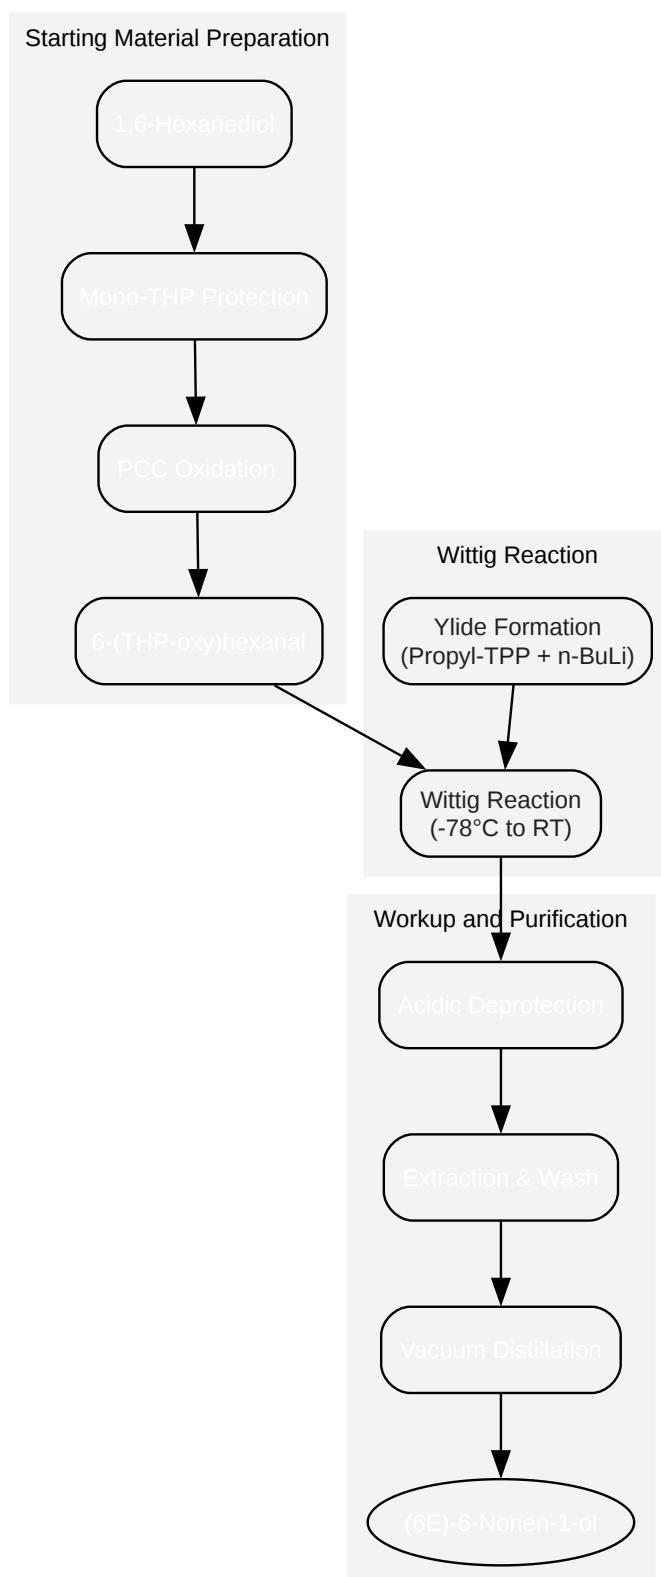 Starting Material Preparation
1,6-Hexanediol
Mono-THP Protection
PCC Oxidation
6-(THP-oxy)hexanal
Wittig Reaction
Ylide Formation
(Propyl-TPP + n-BuLi)
Wittig Reaction
(-78°C to RT)
Workup and Purification
Acidic Deprotection
Extraction & Wash
Vacuum Distillation
(6E)-6-Nonen-1-ol